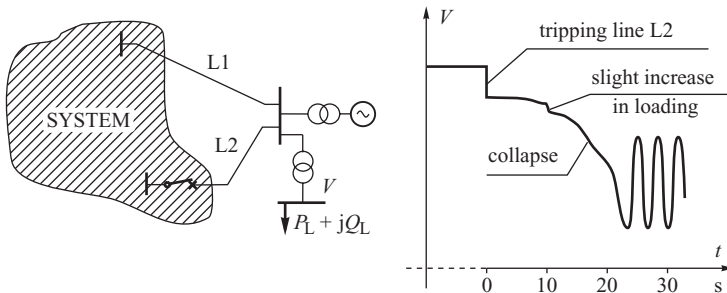 L1
SYSTEM
L2
V
P_L + jQ_L
V
tripping line L2
slight increase
in loading
collapse
t
0
10
20
30
s